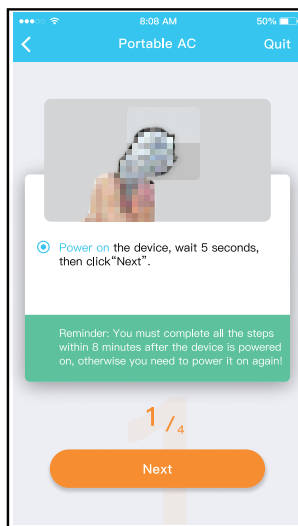 8:08 AM
50%
Portable AC
Quit
Power on the device, wait 5 seconds,
then click“Next”.
Reminder: You must complete all the steps
within 8 minutes after the device is powered
on, otherwise you need to power it on again!
1 / 4
Next